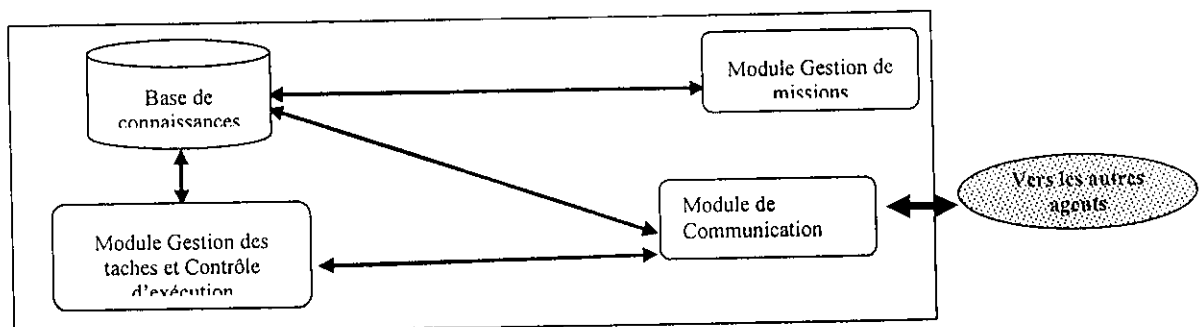 Base de
connaissances
Module Gestion de
missions
Vers les autres
agents
Module de
Communication
Module Gestion des
taches et Contrôle
d'exécution